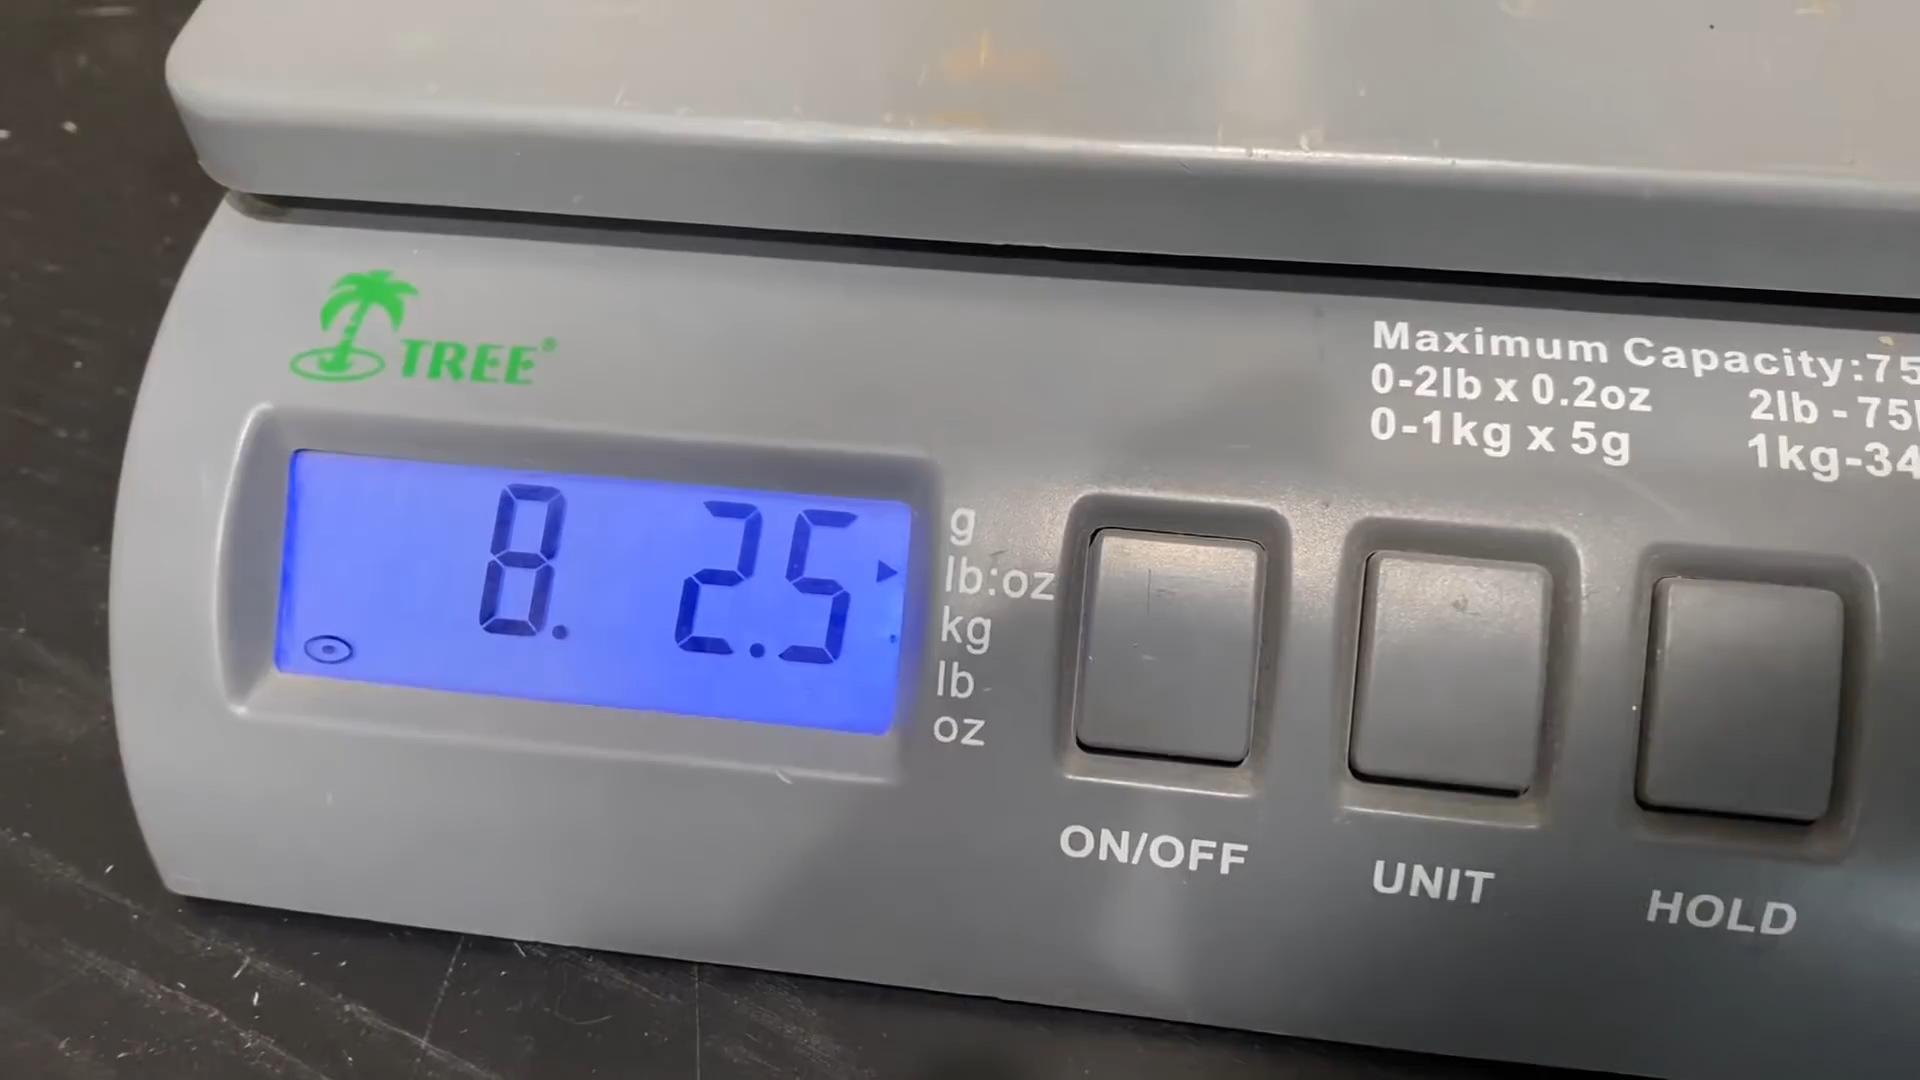 TREE®
Maximum Capacity:75
0-2lb x 0.2oz 2lb - 75l
0-1kg x 5g 1kg-34
8. 2.5
g
lb:oz
kg
lb
oz
ON/OFF
UNIT
HOLD